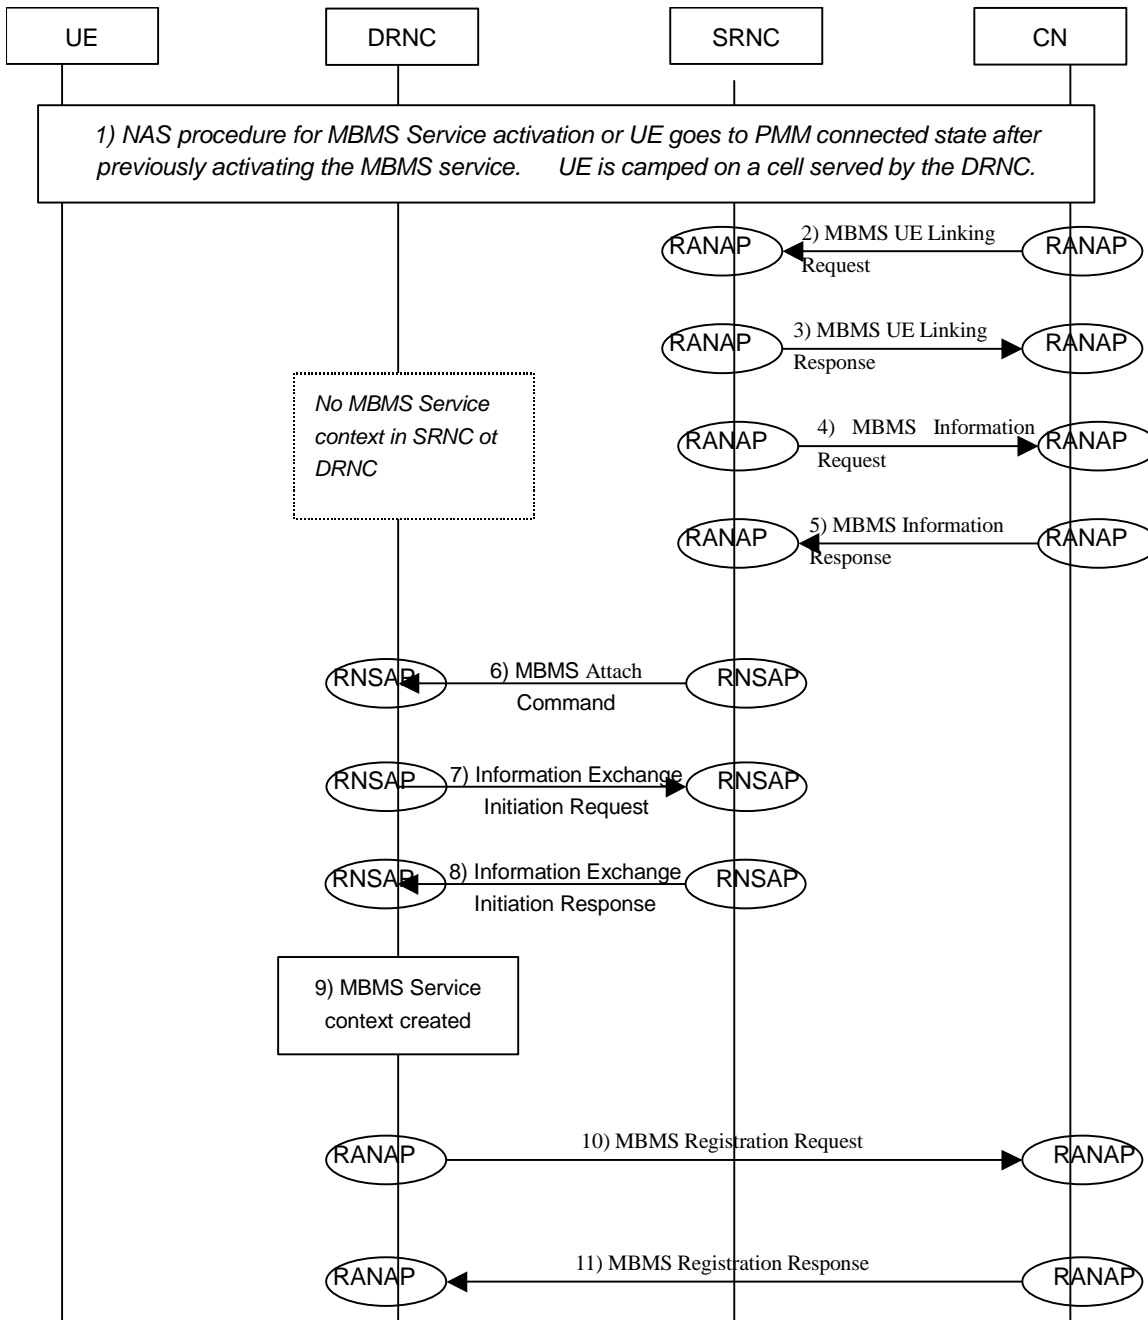 UE
DRNC
SRNC
CN
1) NAS procedure for MBMS Service activation or UE goes to PMM connected state after
previously activating the MBMS service. UE is camped on a cell served by the DRNC.
RANAP
2) MBMS UE Linking
Request
RANAP
RANAP
3) MBMS UE Linking
Response
RANAP
No MBMS Service
context in SRNC ot
DRNC
RANAP
4) MBMS Information
Request
RANAP
RANAP
5) MBMS Information
Response
RANAP
RNSAP
6) MBMS Attach
Command
RNSAP
RNSAP
7) Information Exchange
Initiation Request
RNSAP
RNSAP
8) Information Exchange
Initiation Response
RNSAP
9) MBMS Service
context created
RANAP
10) MBMS Registration Request
RANAP
RANAP
11) MBMS Registration Response
RANAP